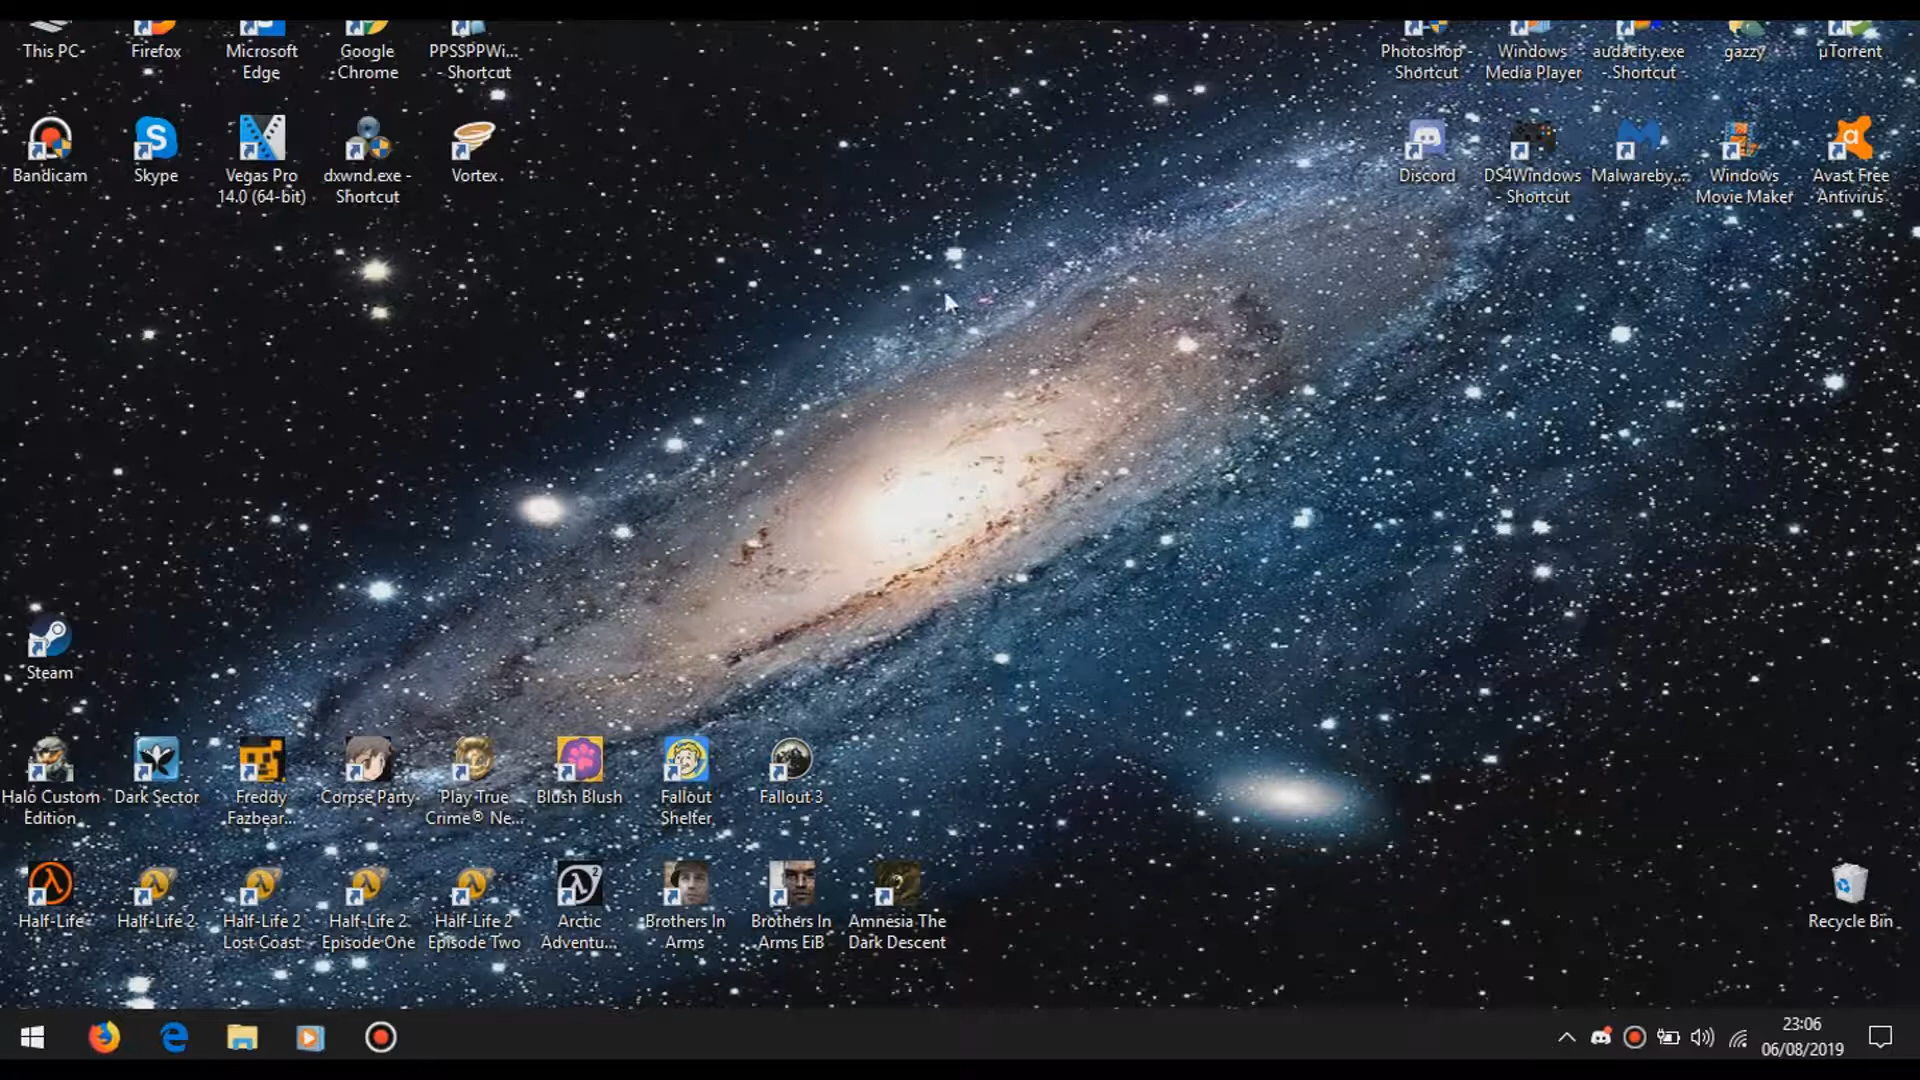 This PC
Firefox
Microsoft
Edge
Google
Chrome
PPSSPPWi...
- Shortcut
Photoshop -
Shortcut
Windows
Media Player
audacity.exe
- Shortcut
gazzy
µTorrent
Bandicam
Skype
Vegas Pro
14.0 (64-bit)
dxwnd.exe -
Shortcut
Vortex
Discord
DS4Windows
- Shortcut
Malwareby...
Windows
Movie Maker
Avast Free
Antivirus
Steam
Halo Custom
Edition
Dark Sector
Freddy
Fazbear...
Corpse Party
Play True
Crime® Ne...
Blush Blush
Fallout
Shelter
Fallout 3
Half-Life
Half-Life 2
Half-Life 2
Lost Coast
Half-Life 2
Episode One
Half-Life 2
Episode Two
Arctic
Adventu...
Brothers In
Arms
Brothers In
Arms EiB
Amnesia The
Dark Descent
Recycle Bin
23:06
06/08/2019